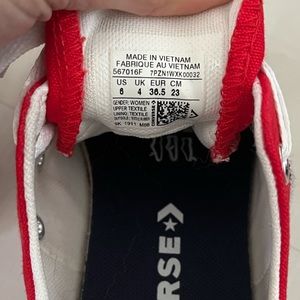 MADE IN VIETNAM
FABRIQUE AU VIETNAM
567016F 7PZN1WXK00032
US UK EUR CM
6 4 36.5 23
GENDER: WOMEN
UPPER: TEXTILE
LINING: TEXTILE
RSE